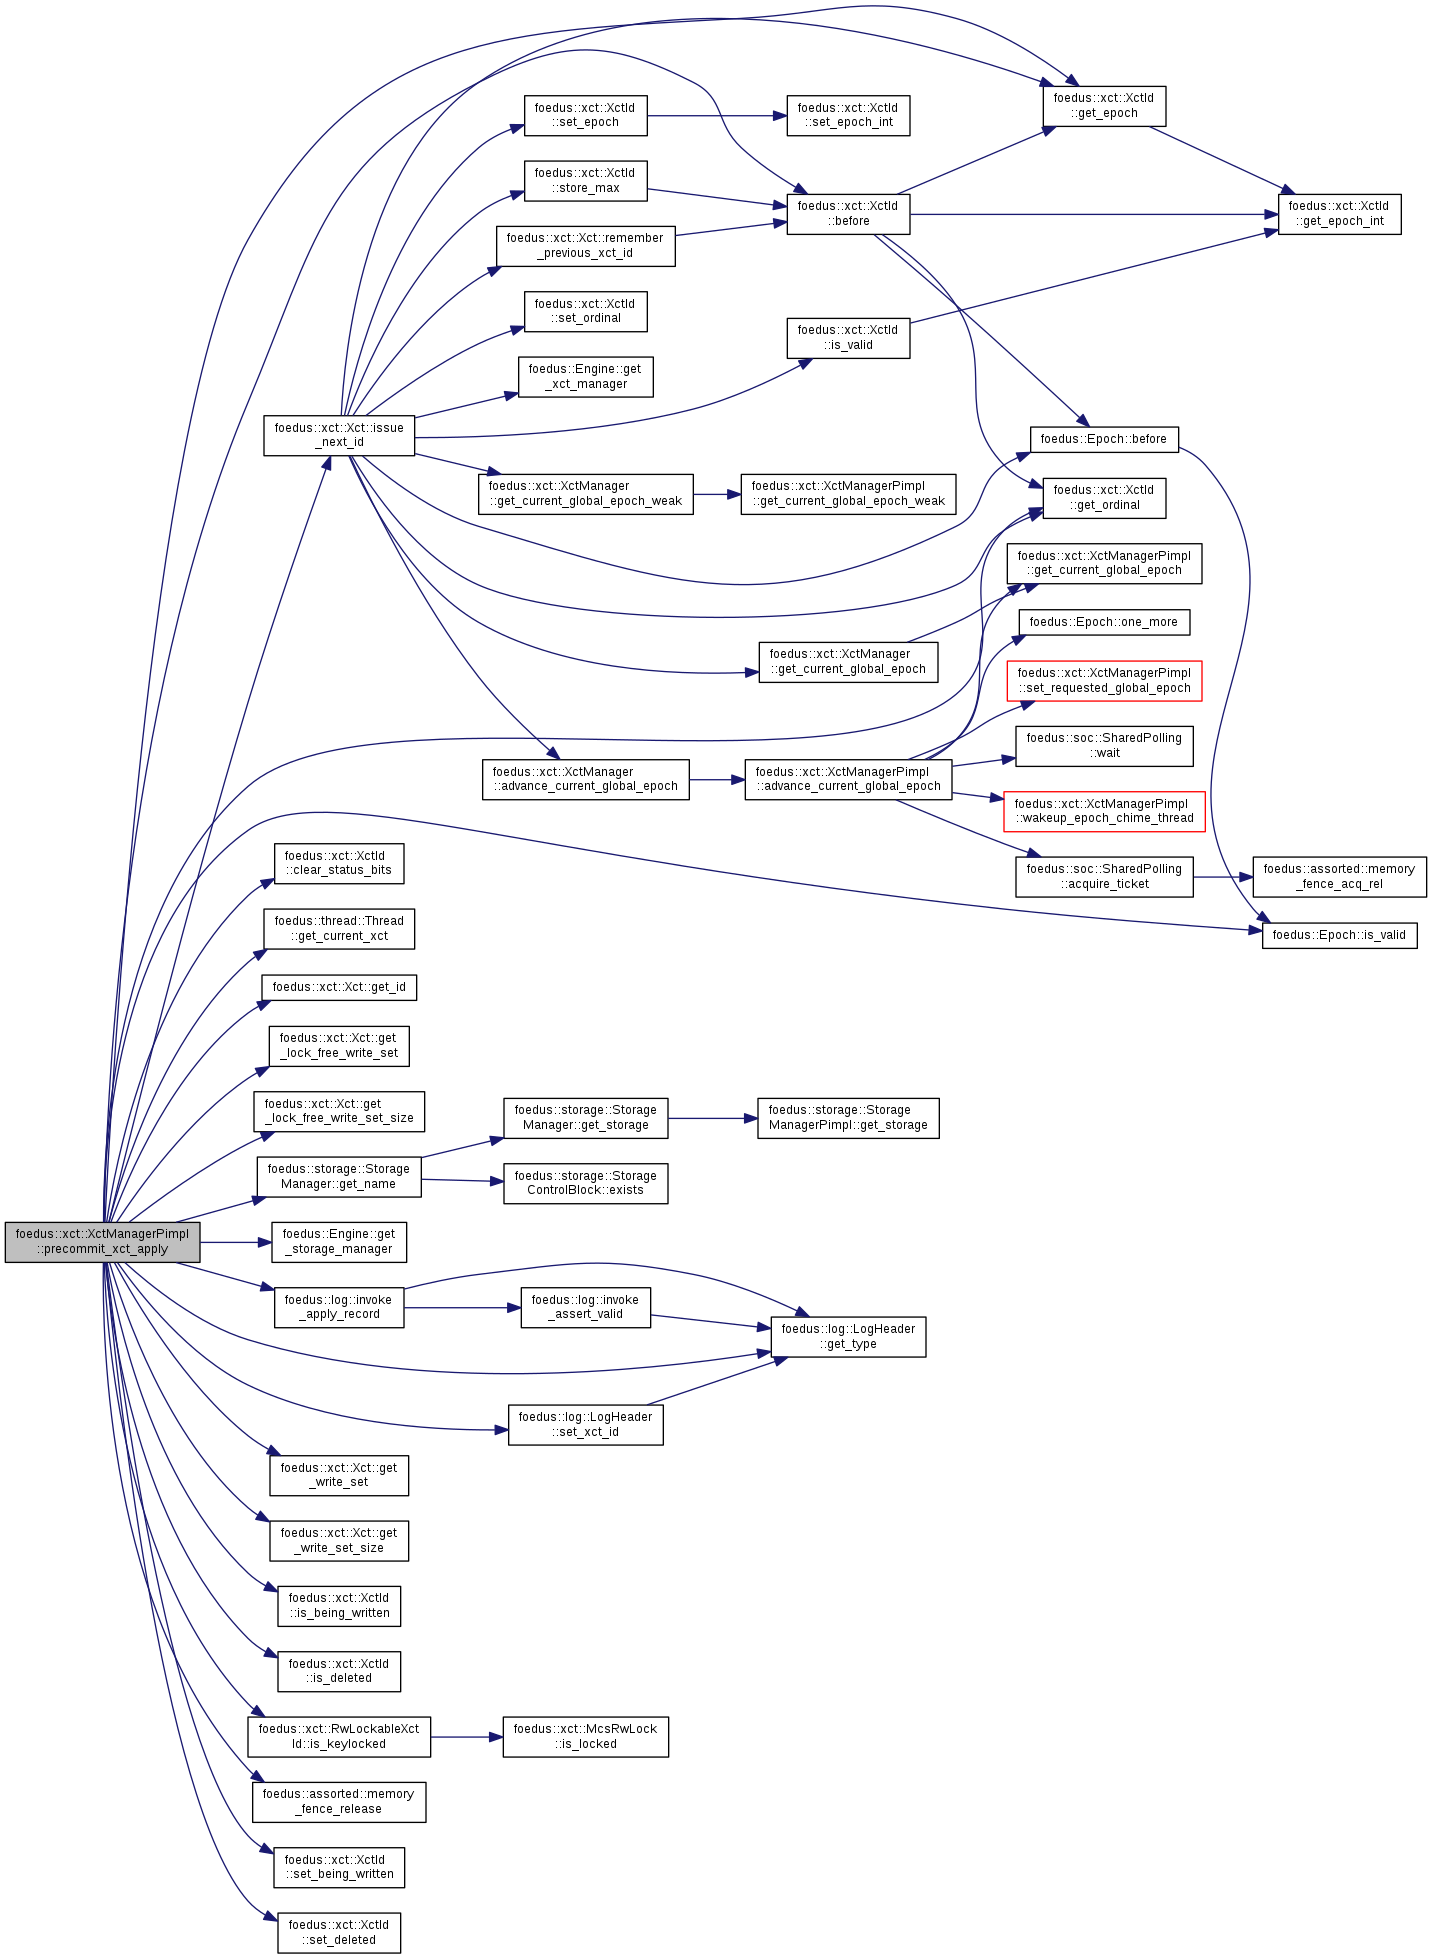 foedus::xct::XctManagerPimpl
::precommit_xct_apply
foedus::xct::Xct::issue
_next_id
foedus::xct::XctId
::clear_status_bits
foedus::thread::Thread
::get_current_xct
foedus::xct::Xct::get_id
foedus::xct::Xct::get
_lock_free_write_set
foedus::xct::Xct::get
_lock_free_write_set_size
foedus::storage::Storage
Manager::get_name
foedus::Engine::get
_storage_manager
foedus::log::invoke
_apply_record
foedus::xct::Xct::get
_write_set
foedus::xct::Xct::get
_write_set_size
foedus::xct::XctId
::is_being_written
foedus::xct::XctId
::is_deleted
foedus::xct::RwLockableXct
Id::is_keylocked
foedus::assorted::memory
_fence_release
foedus::xct::XctId
::set_being_written
foedus::xct::XctId
::set_deleted
foedus::xct::XctId
::set_epoch
foedus::xct::XctId
::store_max
foedus::xct::Xct::remember
_previous_xct_id
foedus::xct::XctId
::set_ordinal
foedus::Engine::get
_xct_manager
foedus::xct::XctManager
::get_current_global_epoch_weak
foedus::xct::XctManager
::advance_current_global_epoch
foedus::storage::Storage
Manager::get_storage
foedus::storage::Storage
ControlBlock::exists
foedus::log::invoke
_assert_valid
foedus::log::LogHeader
::set_xct_id
foedus::xct::McsRwLock
::is_locked
foedus::xct::XctId
::set_epoch_int
foedus::xct::XctId
::before
foedus::xct::XctId
::is_valid
foedus::xct::XctManagerPimpl
::get_current_global_epoch_weak
foedus::xct::XctManager
::get_current_global_epoch
foedus::xct::XctManagerPimpl
::advance_current_global_epoch
foedus::storage::Storage
ManagerPimpl::get_storage
foedus::log::LogHeader
::get_type
foedus::xct::XctId
::get_epoch
foedus::Epoch::before
foedus::xct::XctId
::get_ordinal
foedus::xct::XctManagerPimpl
::get_current_global_epoch
foedus::Epoch::one_more
foedus::xct::XctManagerPimpl
::set_requested_global_epoch
foedus::soc::SharedPolling
::wait
foedus::xct::XctManagerPimpl
::wakeup_epoch_chime_thread
foedus::soc::SharedPolling
::acquire_ticket
foedus::xct::XctId
::get_epoch_int
foedus::assorted::memory
_fence_acq_rel
foedus::Epoch::is_valid